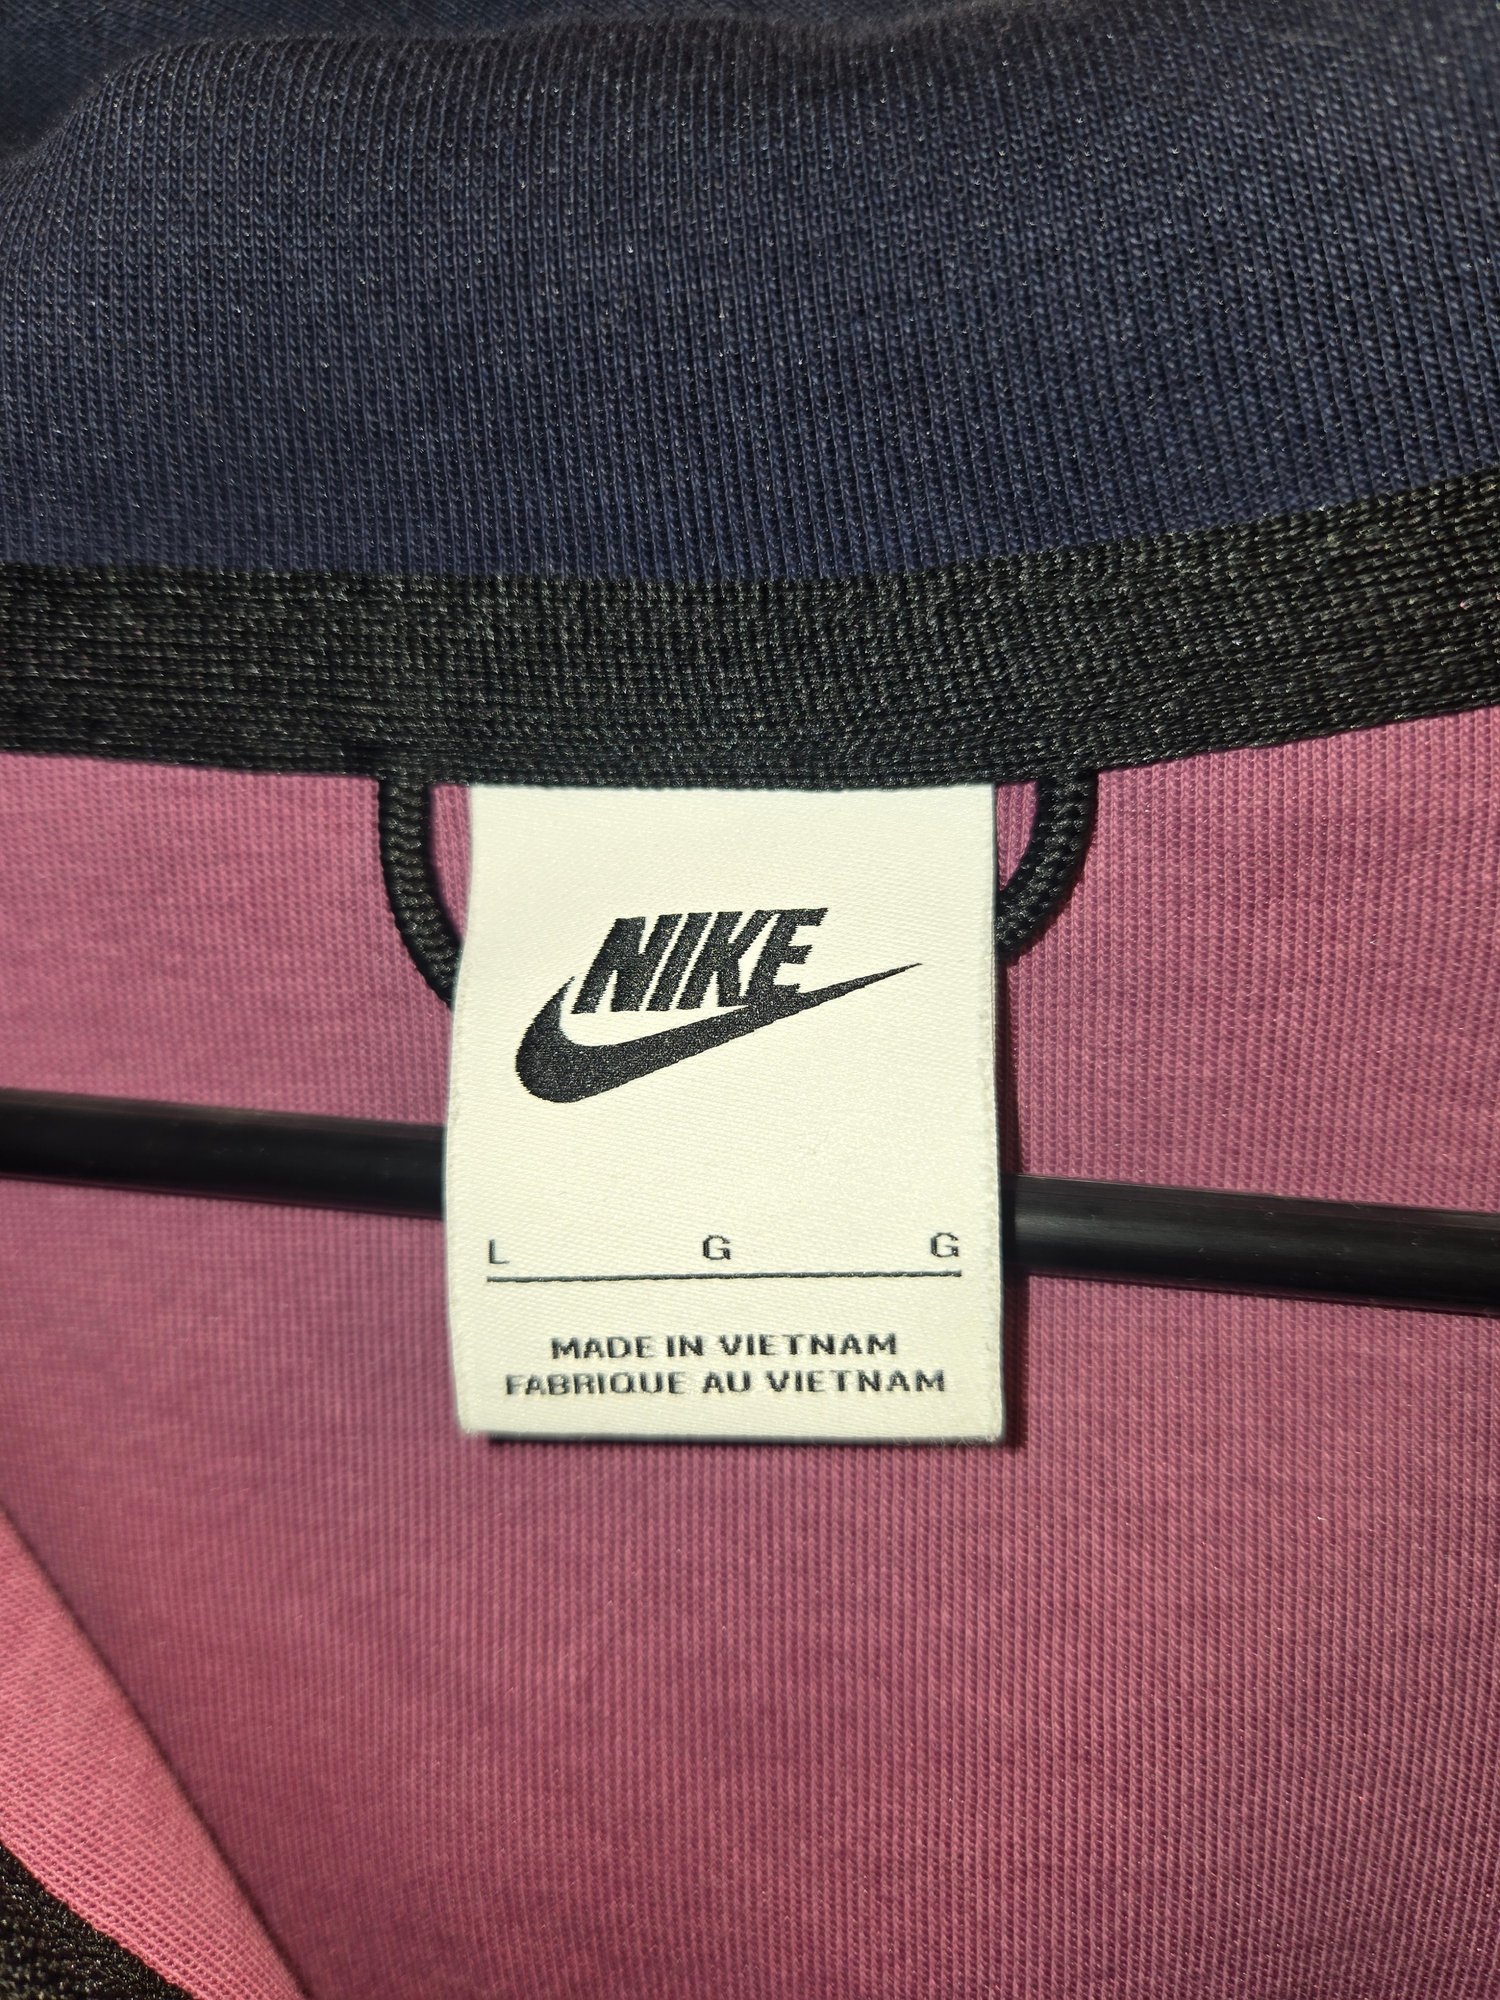 NIKE
L G G
MADE IN VIETNAM
FABRIQUE AU VIETNAM